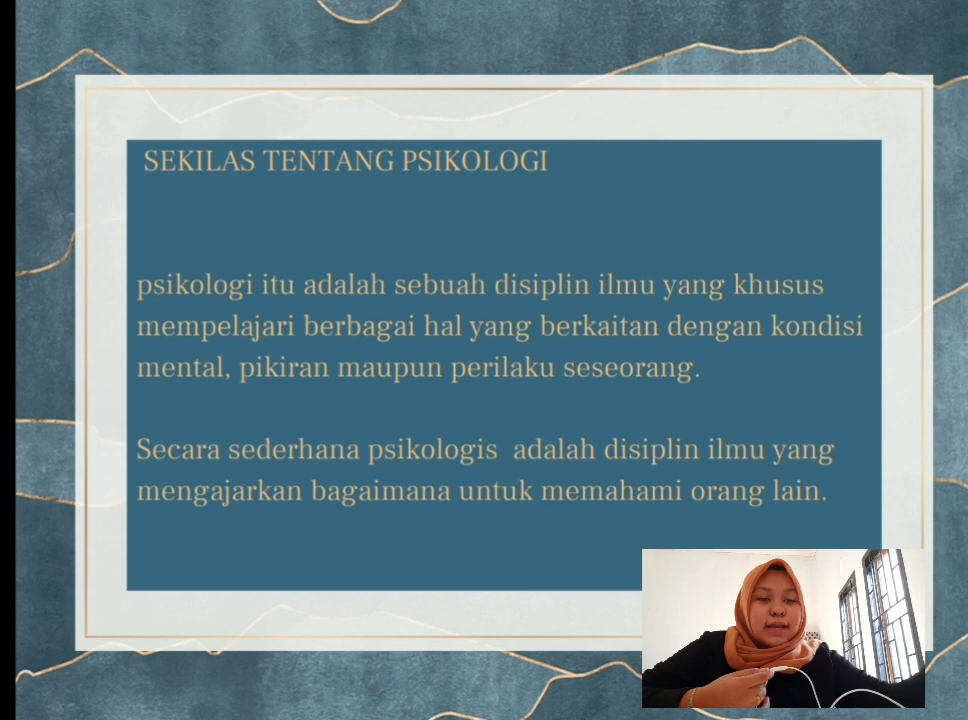 SEKILAS TENTANG PSIKOLOGI
psikologi itu adalah sebuah disiplin ilmu yang khusus
mempelajari berbagai hal yang berkaitan dengan kondisi
mental, pikiran maupun perilaku seseorang.
Secara sederhana psikologis adalah disiplin ilmu yang
mengajarkan bagaimana untuk memahami orang lain.